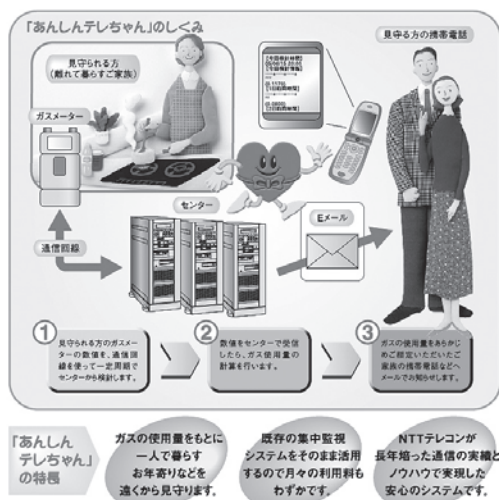 「あんしんテレちゃん」のしくみ
見守られる方
(離れて暮らすご家族)
見守る方の携帯電話
ガスメーター
センター
Eメール
通信回線
1
見守られる方のガスメ
ーターの数値を、通信回
線を使って一定周期で
センターから検針します。
2
数値をセンターで受信
したら、ガス使用量の
計算を行います。
3
ガスの使用量をあらかじ
めご指定いただいたご
家族の携帯電話などへ
メールでお知らせします。
「あんしん
テレちゃん」
の特長
ガスの使用量をもとに
一人で暮らす
お年寄りなどを
遠くから見守ります。
既存の集中監視
システムをそのまま活用
するので月々の利用料も
わずかです。
NTTテレコンが
長年培った通信の実績と
ノウハウで実現した
安心のシステムです。